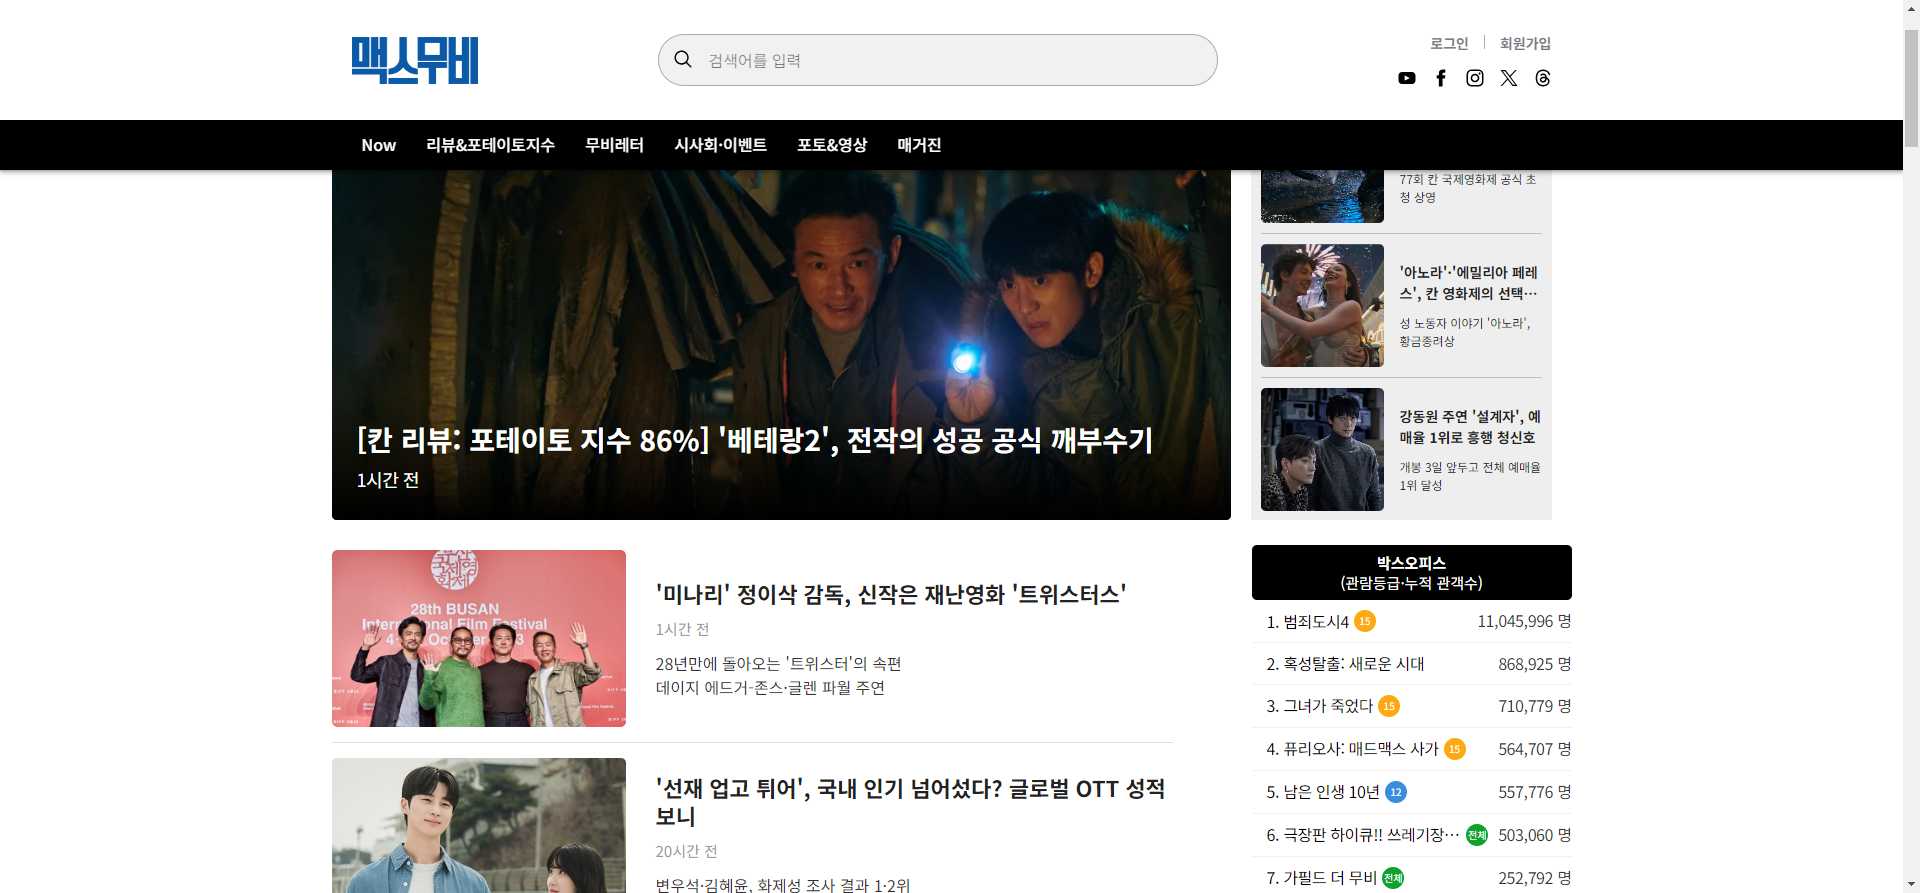 맥스무비
검색어를 입력
로그인
회원가입
Now
리뷰&포테이토지수
무비레터
시사회·이벤트
포토&영상
매거진
[칸 리뷰: 포테이토 지수 86%] '베테랑2', 전작의 성공 공식 깨부수기
1시간 전
77회 칸 국제영화제 공식 초
청 상영
'아노라'·'에밀리아 페레
스', 칸 영화제의 선택…
성 노동자 이야기 '아노라',
황금종려상
강동원 주연 '설계자', 예
매율 1위로 흥행 청신호
개봉 3일 앞두고 전체 예매율
1위 달성
28th BUSAN
International Film Festival
'미나리' 정이삭 감독, 신작은 재난영화 '트위스터스'
1시간 전
28년만에 돌아오는 '트위스터'의 속편
데이지 에드거-존스·글렌 파월 주연
'선재 업고 튀어', 국내 인기 넘어섰다? 글로벌 OTT 성적
보니
20시간 전
변우석·김혜윤, 화제성 조사 결과 1·2위
박스오피스
(관람등급·누적 관객수)
1. 범죄도시4 15 11,045,996 명
2. 혹성탈출: 새로운 시대 868,925 명
3. 그녀가 죽었다 15 710,779 명
4. 퓨리오사: 매드맥스 사가 15 564,707 명
5. 남은 인생 10년 12 557,776 명
6. 극장판 하이큐!! 쓰레기장… 전체 503,060 명
7. 가필드 더 무비 전체 252,792 명